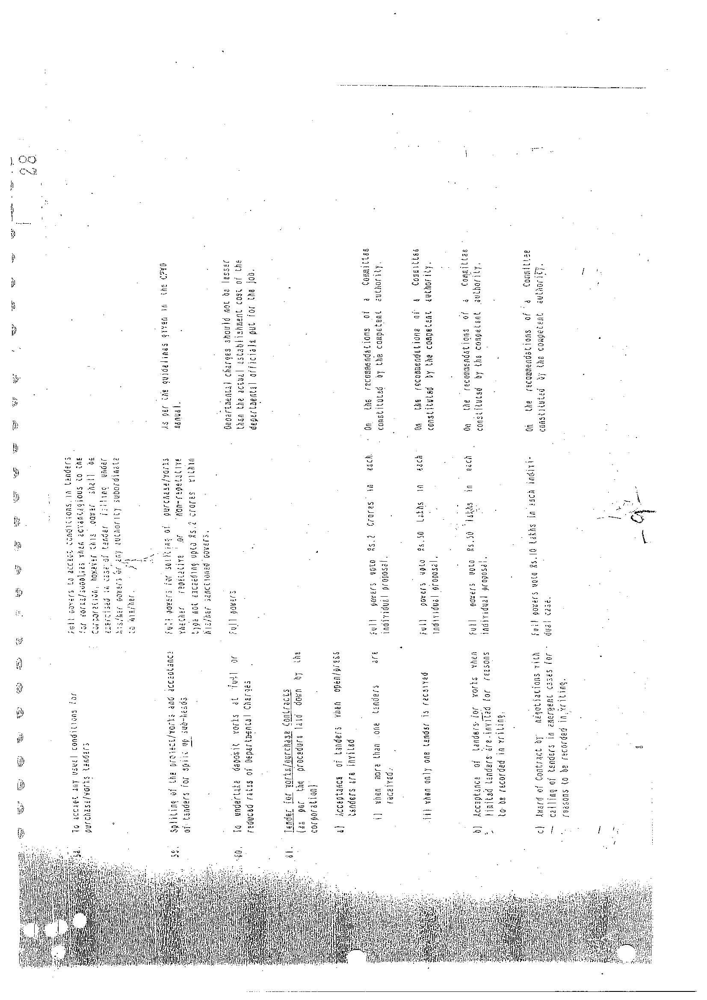 58. To accept any usual conditions for
purchase/works tenders
Full powers to accept conditions in tenders
for works/supplies when advantagious to the
Corporation, however this power shall be
exercised in case of tender falling under
his/her powers or any authority subordinate
to his/her.
59. Splitting of the project/works and acceptance
of tenders for split up sub-heads
Full powers for splitting of purchase/works
whether repetative or non-repetative
type not exceeding upto Rs.2 crores within
his/her sanctioned powers.
As per the guidelines given in the CPWD
manual.
60. To undertake deposit works at full or
reduced rates of Departmental Charges
Full powers
Departmental charges should not be lesser
than the actual establishment cost of the
departmental officials put for the job.
61. Tender for works/purchase contracts
(as per the procedure laid down by the
corporation)
a) Acceptance of tenders when open/press
tenders are invited
i) when more than one tenders are
received.
Full powers upto Rs.2 Crores in each
individual proposal.
On the recommendations of a Committee
constituted by the competent authority.
ii) when only one tender is received
Full powers upto Rs.50 Lakhs in each
individual proposal.
On the recommendations of a Committee
constituted by the competent authority.
b) Acceptance of tenders for works when
limited tenders are invited for reasons
to be recorded in writing.
Full powers upto Rs.50 lakhs in each
individual proposal.
On the recommendations of a Committee
constituted by the competent authority.
c) Award of Contract by negotiations with
calling of tenders in emergent cases for
reasons to be recorded in writing.
Full powers upto Rs.10 Lakhs in each indivi-
dual case.
On the recommendations of a Committee
constituted by the competent authority.